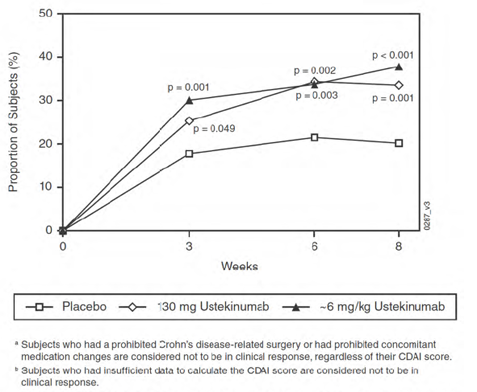 50
40
30
20
10
0
Proportion of Subjects (%)
p = 0.001
p = 0.049
p = 0.002
p = 0.003
p < 0.001
p = 0.001
0287_v3
0 3 6 8
Weeks
Placebo 130 mg Ustekinumab ~6 mg/kg Ustekinumab
a Subjects who had a prohibited Crohn's disease-related surgery or had prohibited concomitant
medication changes are considered not to be in clinical response, regardless of their CDAI score.
b Subjects who had insufficient data to calculate the CDAI score are considered not to be in
clinical response.